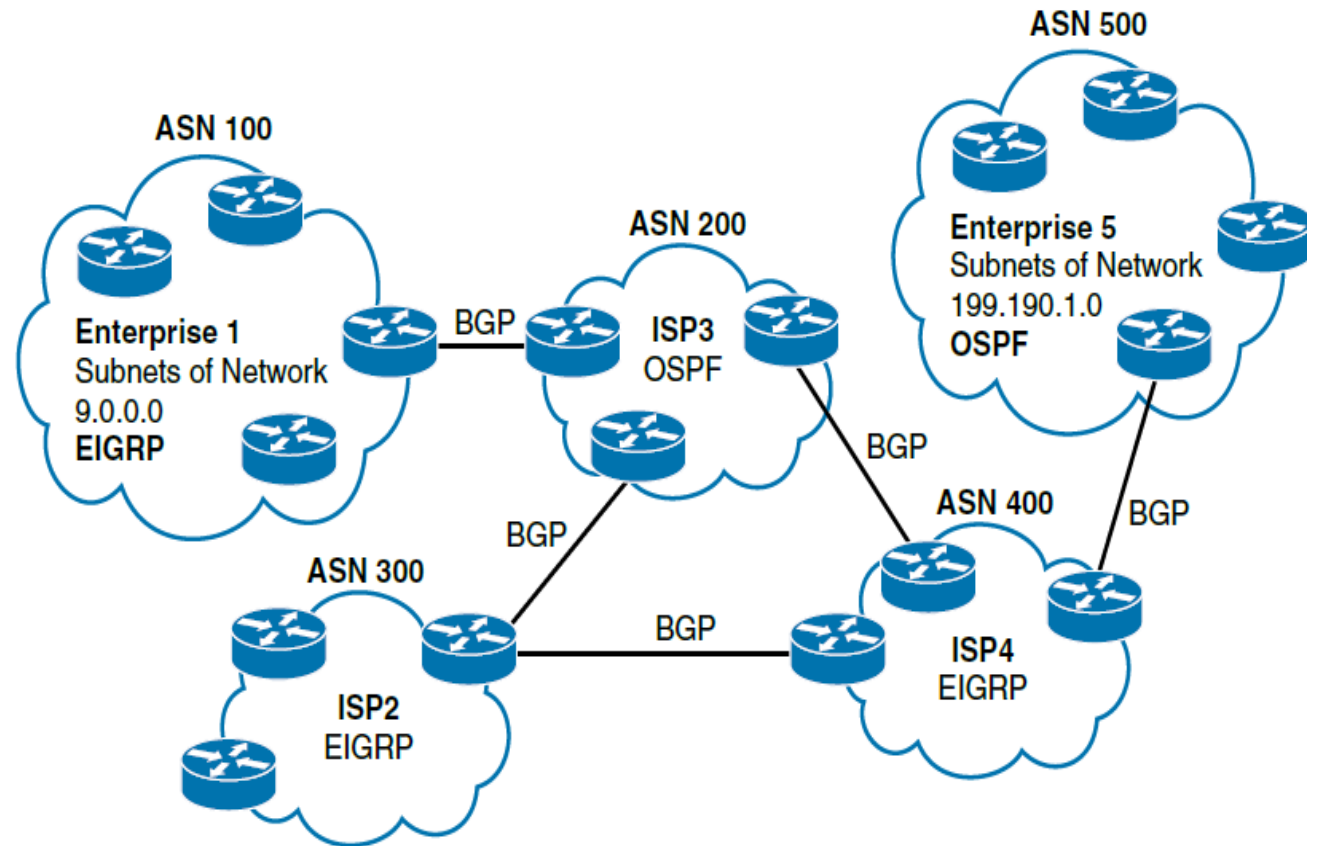 ASN 500
ASN 100
ASN 200
Enterprise 1
Subnets of Network
9.0.0.0
EIGRP
BGP
ISP3
OSPF
Enterprise 5
Subnets of Network
199.190.1.0
OSPF
BGP
BGP
ASN 400
BGP
ASN 300
BGP
ISP2
EIGRP
ISP4
EIGRP